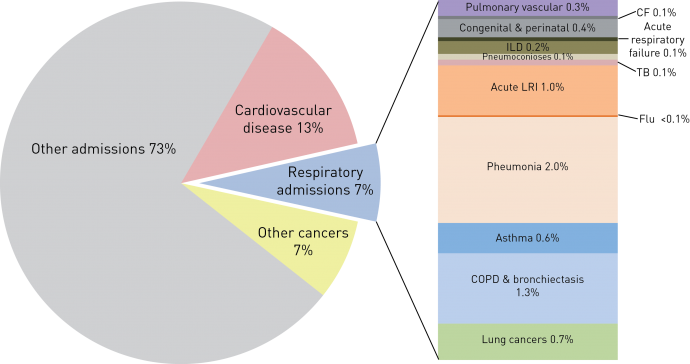 Other admissions 73%
Cardiovascular
disease 13%
Respiratory
admissions 7%
Other cancers
7%
Pulmonary vascular 0.3%
CF 0.1%
Congenital & perinatal 0.4%
Acute
respiratory
failure 0.1%
ILD 0.2%
Pneumoconioses 0.1%
TB 0.1%
Acute LRI 1.0%
Flu <0.1%
Pneumonia 2.0%
Asthma 0.6%
COPD & bronchiectasis
1.3%
Lung cancers 0.7%